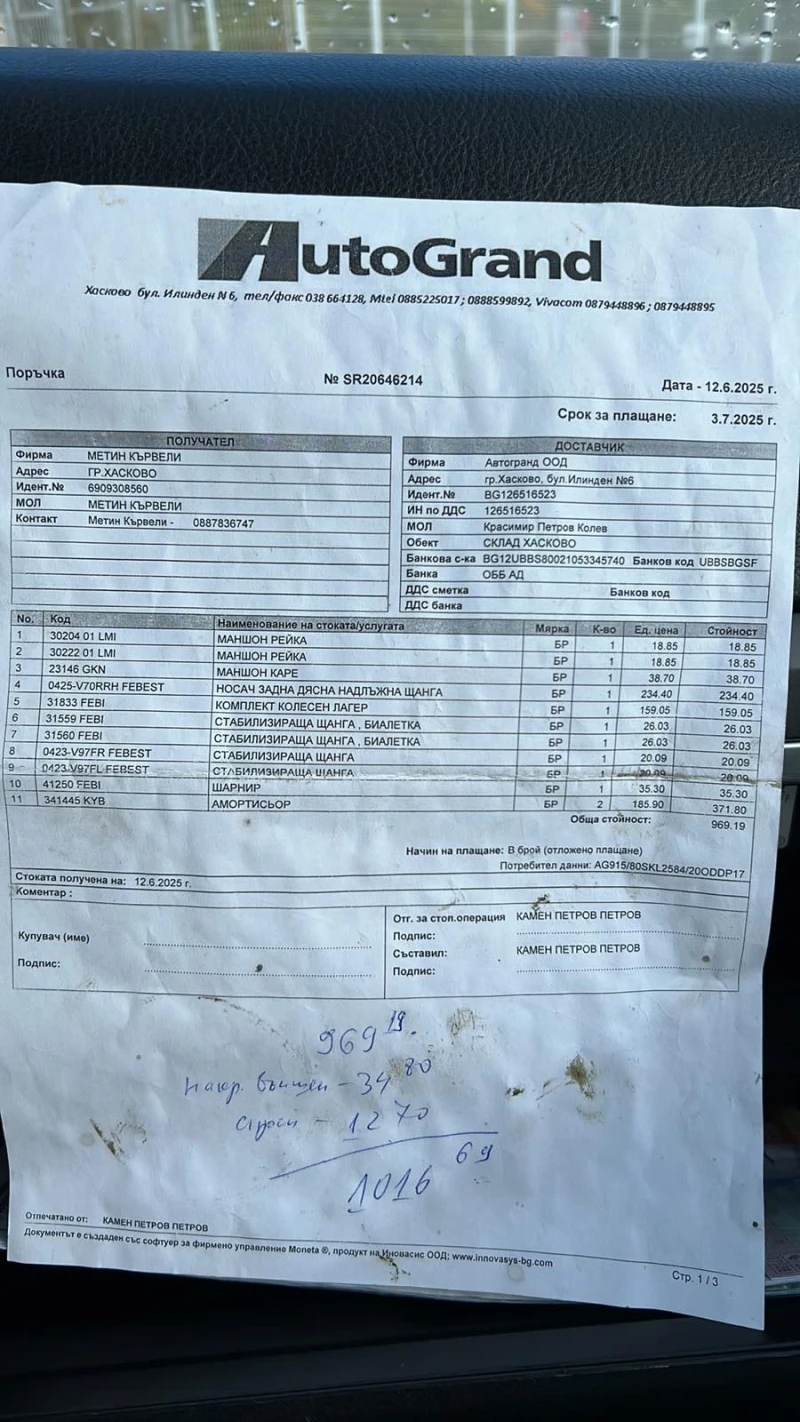 AutoGrand
Хасково бул. Илинден N 6, тел/факс 038 664128, Mtel 0885225017 ; 0888599892, Vivacom 0879448896 ; 0879448895
Поръчка № SR20646214 Дата - 12.6.2025 г.
Срок за плащане: 3.7.2025 г.
ПОЛУЧАТЕЛ
Фирма МЕТИН КЪРВЕЛИ
Адрес ГР.ХАСКОВО
Идент.№ 6909308560
МОЛ МЕТИН КЪРВЕЛИ
Контакт Метин Кървели - 0887836747
ДОСТАВЧИК
Фирма Автогранд ООД
Адрес гр.Хасково, бул.Илинден №6
Идент.№ BG126516523
ИН по ДДС 126516523
МОЛ Красимир Петров Колев
Обект СКЛАД ХАСКОВО
Банкова с-ка BG12UBBS80021053345740 Банков код UBBSBGSF
Банка ОББ АД
ДДС сметка Банков код
ДДС банка
No. Код Наименование на стоката/услугата Мярка К-во Ед. цена Стойност
1 30204 01 LMI МАНШОН РЕЙКА БР 1 18.85 18.85
2 30222 01 LMI МАНШОН РЕЙКА БР 1 18.85 18.85
3 23146 GKN МАНШОН КАРЕ БР 1 38.70 38.70
4 0425-V70RRH FEBEST НОСАЧ ЗАДНА ДЯСНА НАДЛЪЖНА ЩАНГА БР 1 234.40 234.40
5 31833 FEBI КОМПЛЕКТ КОЛЕСЕН ЛАГЕР БР 1 159.05 159.05
6 31559 FEBI СТАБИЛИЗИРАЩА ЩАНГА , БИАЛЕТКА БР 1 26.03 26.03
7 31560 FEBI СТАБИЛИЗИРАЩА ЩАНГА , БИАЛЕТКА БР 1 26.03 26.03
8 0423-V97FR FEBEST СТАБИЛИЗИРАЩА ЩАНГА БР 1 20.09 20.09
9 0423-V97FL FEBEST СТАБИЛИЗИРАЩА ЩАНГА БР 1 20.09 20.09
10 41250 FEBI ШАРНИР БР 1 35.30 35.30
11 341445 KYB АМОРТИСЬОР БР 2 185.90 371.80
Обща стойност: 969.19
Начин на плащане: В брой (отложено плащане)
Потребител данни: AG915/80SKL2584/20ODDP17
Стоката получена на: 12.6.2025 г.
Коментар :
Купувач (име)
Подпис:
Отг. за стоп.операция КАМЕН ПЕТРОВ ПЕТРОВ
Подпис:
Съставил: КАМЕН ПЕТРОВ ПЕТРОВ
Подпис:
969 19.
накр. външен - 34 80
12 70
1016 69
Отпечатано от: КАМЕН ПЕТРОВ ПЕТРОВ
Документът е създаден със софтуер за фирмено управление Moneta ®, продукт на Иновасис ООД; www.innovasys-bg.com
Стр. 1 / 3